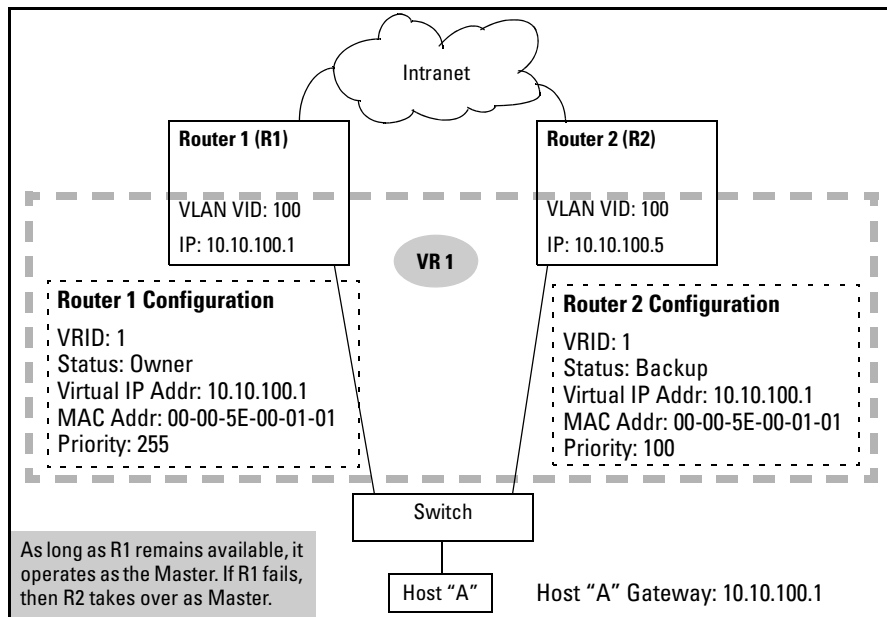 Intranet
Router 1 (R1)
VLAN VID: 100
IP: 10.10.100.1
Router 2 (R2)
VLAN VID: 100
IP: 10.10.100.5
VR 1
Router 1 Configuration
VRID: 1
Status: Owner
Virtual IP Addr: 10.10.100.1
MAC Addr: 00-00-5E-00-01-01
Priority: 255
Router 2 Configuration
VRID: 1
Status: Backup
Virtual IP Addr: 10.10.100.1
MAC Addr: 00-00-5E-00-01-01
Priority: 100
Switch
As long as R1 remains available, it
operates as the Master. If R1 fails,
then R2 takes over as Master.
Host “A”
Host “A” Gateway: 10.10.100.1